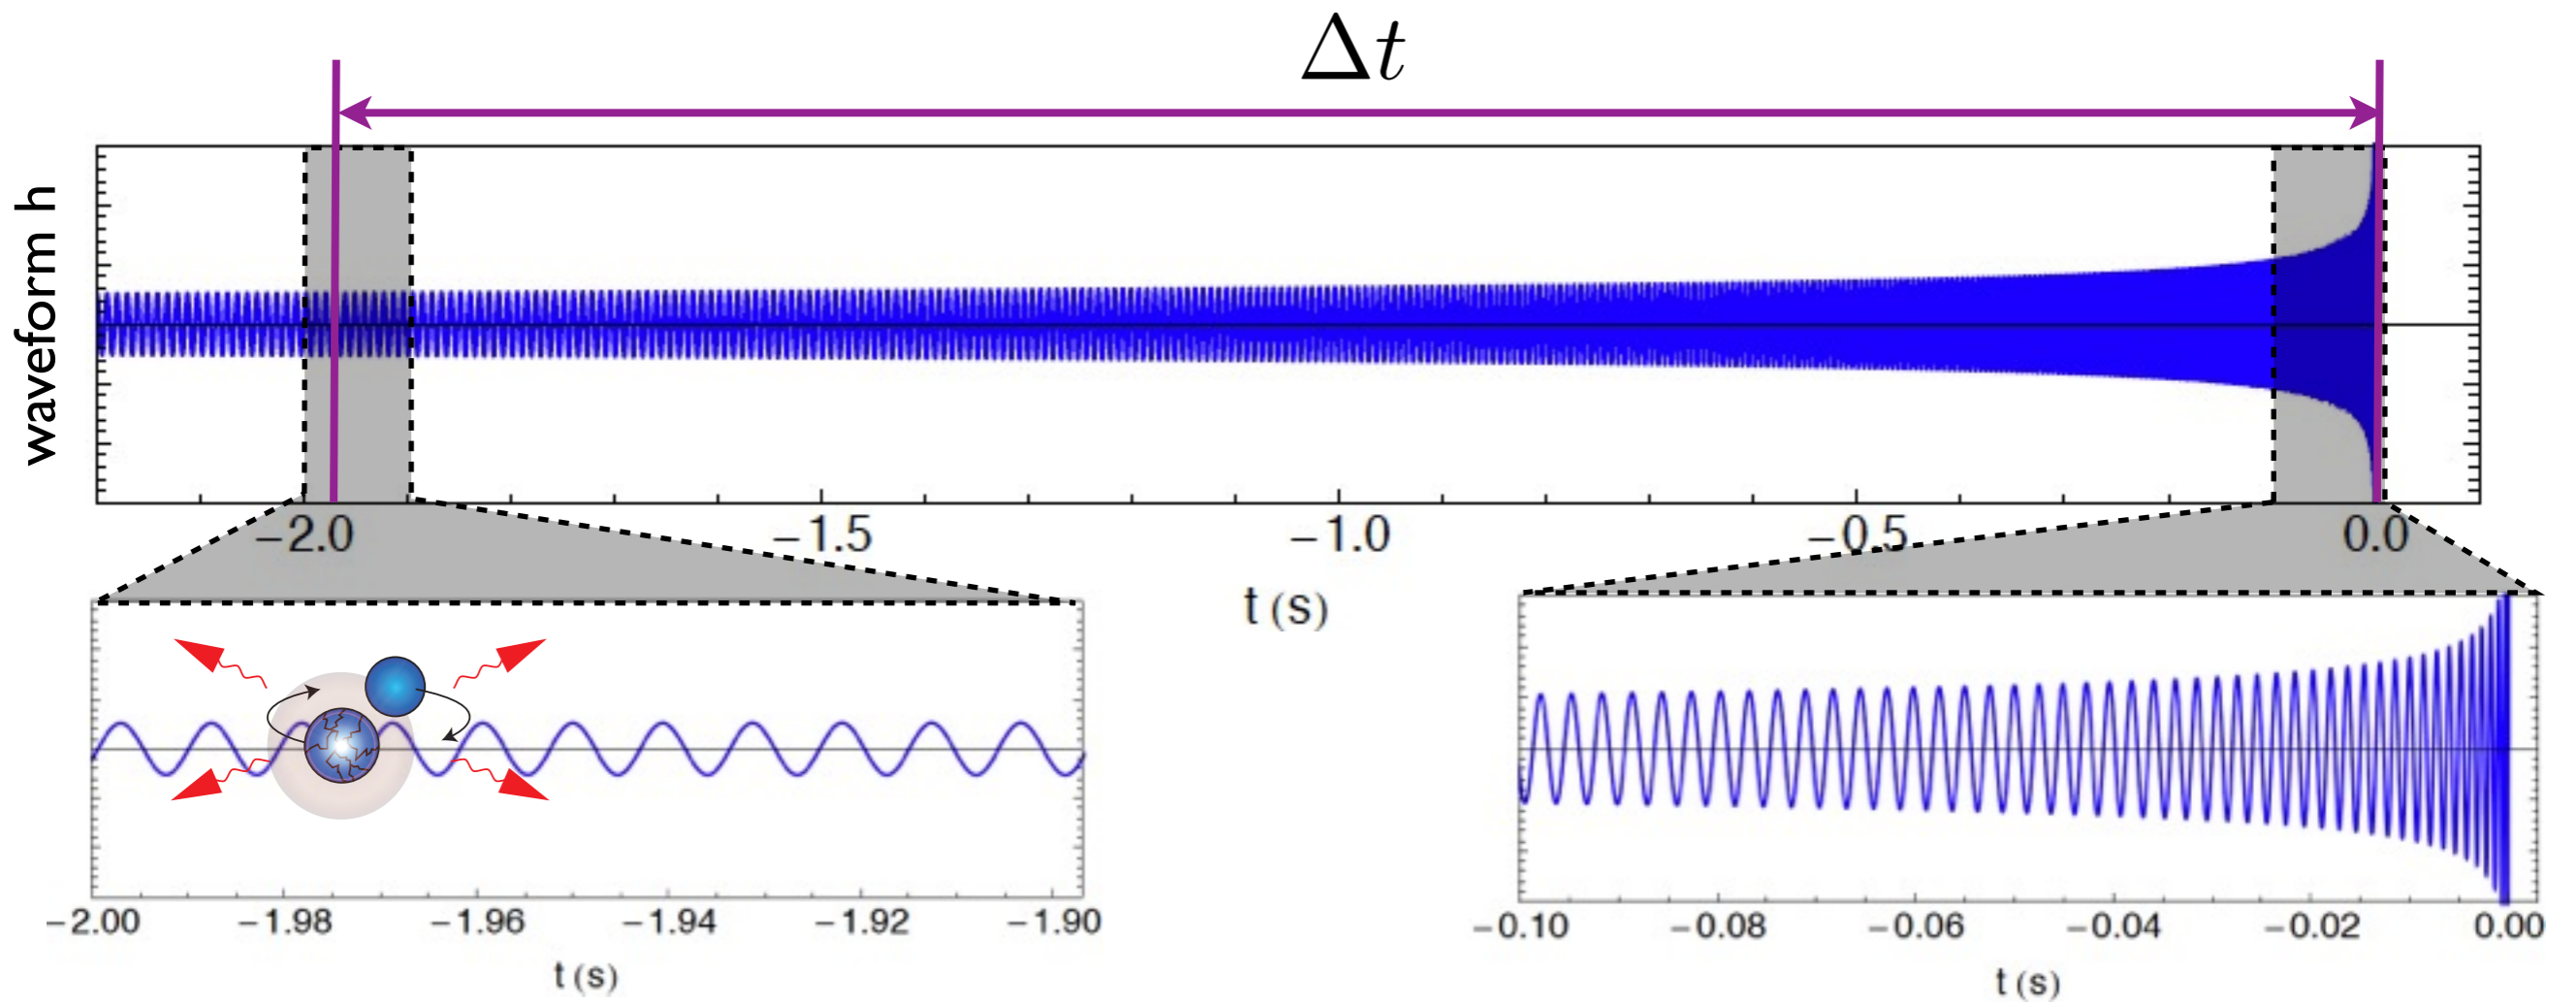 Δt
waveform h
−2.0 −1.5 −1.0 −0.5 0.0
t (s)
−2.00 −1.98 −1.96 −1.94 −1.92 −1.90
t (s)
−0.10 −0.08 −0.06 −0.04 −0.02 0.00
t (s)